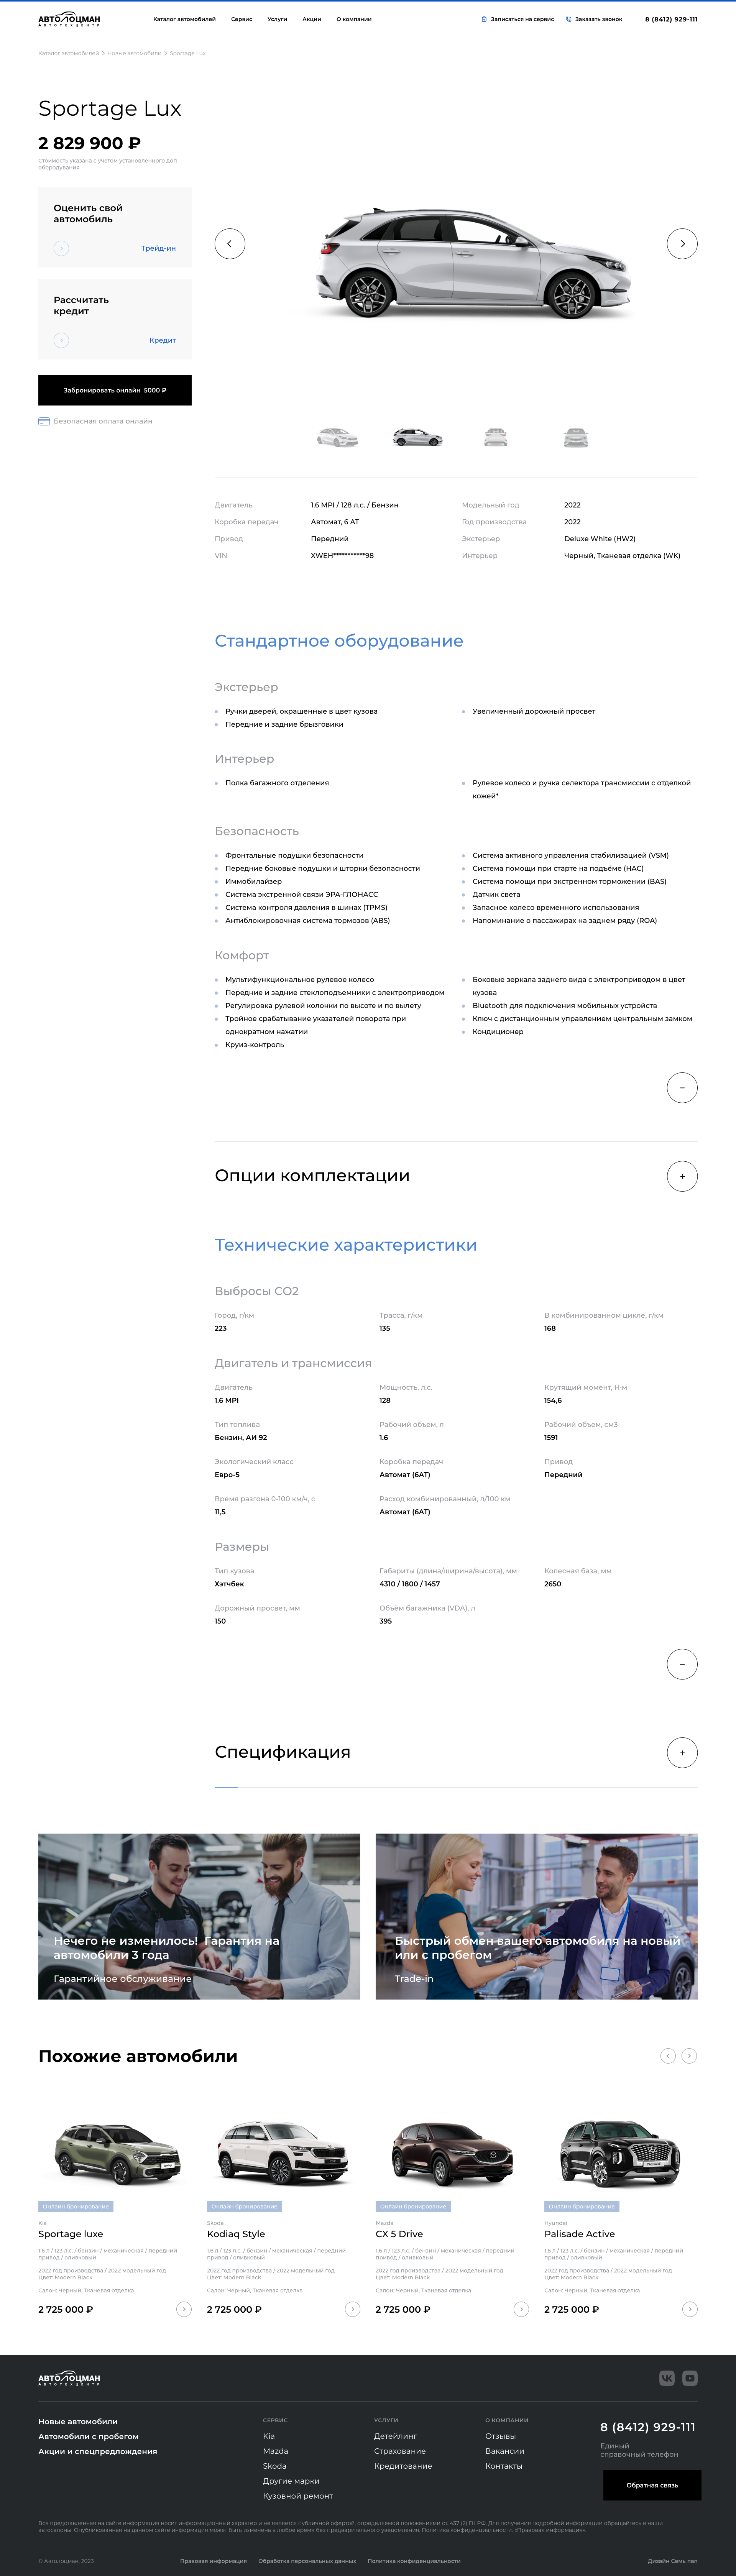 АВТОЛОЦМАН
АВТОТЕХЦЕНТР
Каталог автомобилей Сервис Услуги Акции О компании
Записаться на сервис Заказать звонок 8 (8412) 929-111
Каталог автомобилей > Новые автомобили > Sportage Lux
Sportage Lux
2 829 900 ₽
Стоимость указана с учетом установленного доп
оборудования
Оценить свой
автомобиль
Трейд-ин
Рассчитать
кредит
Кредит
Забронировать онлайн 5000 ₽
Безопасная оплата онлайн
Двигатель 1.6 MPI / 128 л.с. / Бензин Модельный год 2022
Коробка передач Автомат, 6 AT Год производства 2022
Привод Передний Экстерьер Deluxe White (HW2)
VIN XWEH***********98 Интерьер Черный, Тканевая отделка (WK)
Стандартное оборудование
Экстерьер
Ручки дверей, окрашенные в цвет кузова
Передние и задние брызговики
Увеличенный дорожный просвет
Интерьер
Полка багажного отделения
Рулевое колесо и ручка селектора трансмиссии с отделкой
кожей*
Безопасность
Фронтальные подушки безопасности
Передние боковые подушки и шторки безопасности
Иммобилайзер
Система экстренной связи ЭРА-ГЛОНАСС
Система контроля давления в шинах (TPMS)
Антиблокировочная система тормозов (ABS)
Система активного управления стабилизацией (VSM)
Система помощи при старте на подъёме (HAC)
Система помощи при экстренном торможении (BAS)
Датчик света
Запасное колесо временного использования
Напоминание о пассажирах на заднем ряду (ROA)
Комфорт
Мультифункциональное рулевое колесо
Передние и задние стеклоподъемники с электроприводом
Регулировка рулевой колонки по высоте и по вылету
Тройное срабатывание указателей поворота при
однократном нажатии
Круиз-контроль
Боковые зеркала заднего вида с электроприводом в цвет
кузова
Bluetooth для подключения мобильных устройств
Ключ с дистанционным управлением центральным замком
Кондиционер
Опции комплектации
Технические характеристики
Выбросы CO2
Город, г/км Трасса, г/км В комбинированном цикле, г/км
223 135 168
Двигатель и трансмиссия
Двигатель Мощность, л.с. Крутящий момент, Н·м
1.6 MPI 128 154,6
Тип топлива Рабочий объем, л Рабочий объем, см3
Бензин, АИ 92 1.6 1591
Экологический класс Коробка передач Привод
Евро-5 Автомат (6AT) Передний
Время разгона 0-100 км/ч, с Расход комбинированный, л/100 км
11,5 Автомат (6AT)
Размеры
Тип кузова Габариты (длина/ширина/высота), мм Колесная база, мм
Хэтчбек 4310 / 1800 / 1457 2650
Дорожный просвет, мм Объём багажника (VDA), л
150 395
Спецификация
Нечего не изменилось! Гарантия на
автомобили 3 года
Гарантийное обслуживание
Быстрый обмен вашего автомобиля на новый
или с пробегом
Trade-in
Похожие автомобили
Онлайн бронирование Онлайн бронирование Онлайн бронирование Онлайн бронирование
Kia Skoda Mazda Hyundai
Sportage luxe Kodiaq Style CX 5 Drive Palisade Active
1.6 л / 123 л.с. / бензин / механическая / передний 1.6 л / 123 л.с. / бензин / механическая / передний 1.6 л / 123 л.с. / бензин / механическая / передний 1.6 л / 123 л.с. / бензин / механическая / передний
привод / оливковый привод / оливковый привод / оливковый привод / оливковый
2022 год производства / 2022 модельный год 2022 год производства / 2022 модельный год 2022 год производства / 2022 модельный год 2022 год производства / 2022 модельный год
Цвет: Modern Black Цвет: Modern Black Цвет: Modern Black Цвет: Modern Black
Салон: Черный, Тканевая отделка Салон: Черный, Тканевая отделка Салон: Черный, Тканевая отделка Салон: Черный, Тканевая отделка
2 725 000 ₽ 2 725 000 ₽ 2 725 000 ₽ 2 725 000 ₽
АВТОЛОЦМАН
АВТОТЕХЦЕНТР
Новые автомобили
Автомобили с пробегом
Акции и спецпредлождения
СЕРВИС
Kia
Mazda
Skoda
Другие марки
Кузовной ремонт
УСЛУГИ
Детейлинг
Страхование
Кредитование
О КОМПАНИИ
Отзывы
Вакансии
Контакты
8 (8412) 929-111
Единый
справочный телефон
Обратная связь
Вся представленная на сайте информация носит информационный характер и не является публичной офертой, определяемой положениями ст. 437 (2) ГК РФ. Для получения подробной информации обращайтесь в наши
автосалоны. Опубликованная на данном сайте информация может быть изменена в любое время без предварительного уведомления. Политика конфиденциальности. «Правовая информация».
© Автолоцман, 2023 Правовая информация Обработка персональных данных Политика конфиденциальности Дизайн Семь пап